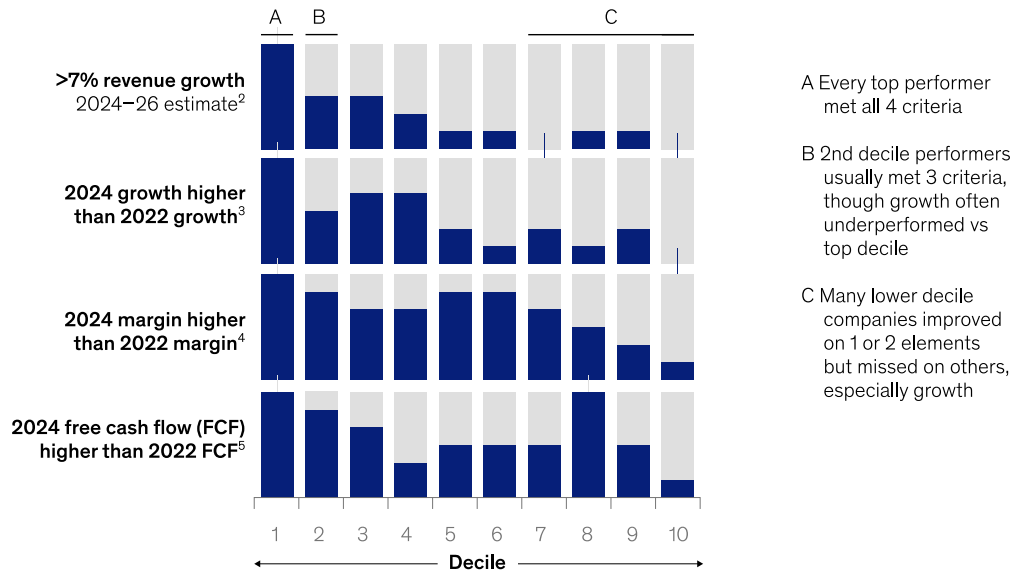 A
B
C
>7% revenue growth
2024–26 estimate²
2024 growth higher
than 2022 growth³
2024 margin higher
than 2022 margin⁴
2024 free cash flow (FCF)
higher than 2022 FCF⁵
1 2 3 4 5 6 7 8 9 10
Decile
A Every top performer
met all 4 criteria
B 2nd decile performers
usually met 3 criteria,
though growth often
underperformed vs
top decile
C Many lower decile
companies improved
on 1 or 2 elements
but missed on others,
especially growth